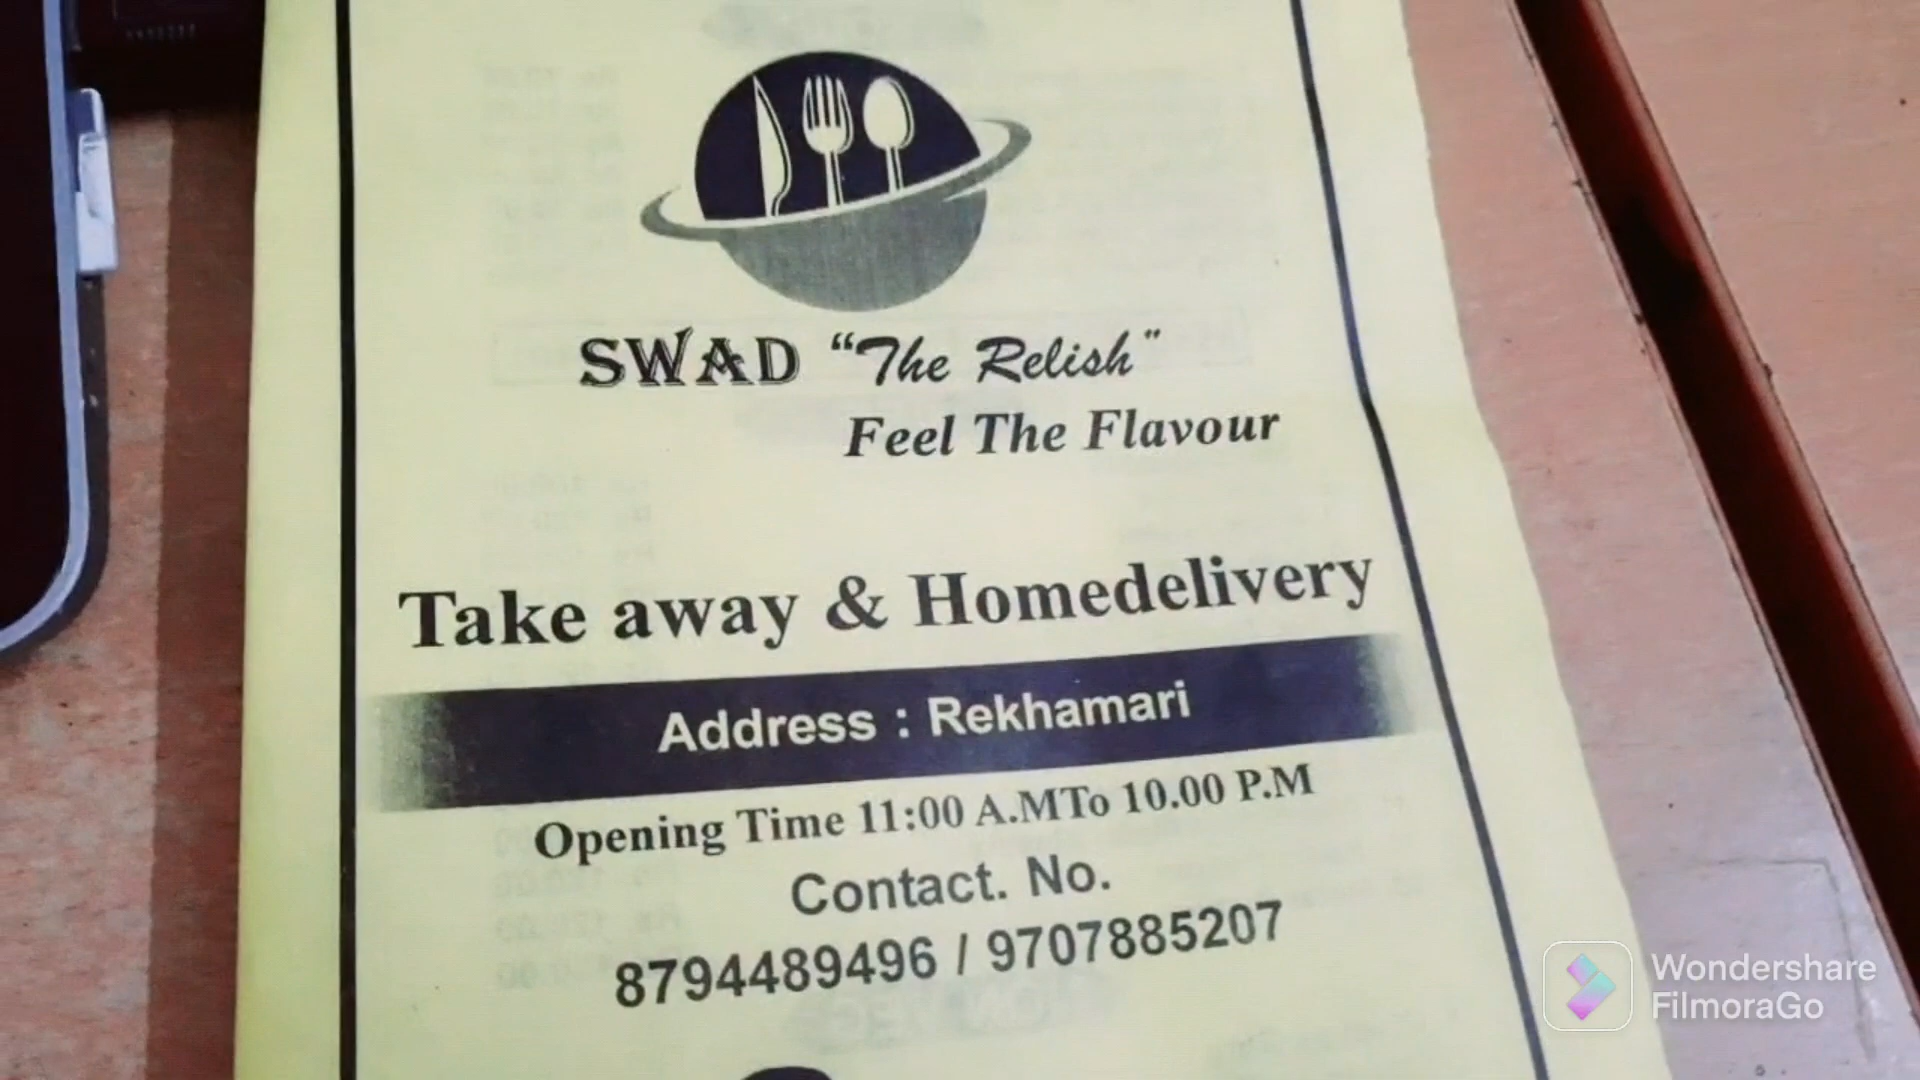 SWAD “The Relish”
Feel The Flavour
Take away & Homedelivery
Address : Rekhamari
Opening Time 11:00 A.MTo 10.00 P.M
Contact. No.
8794489496 / 9707885207
Wondershare
FilmoraGo